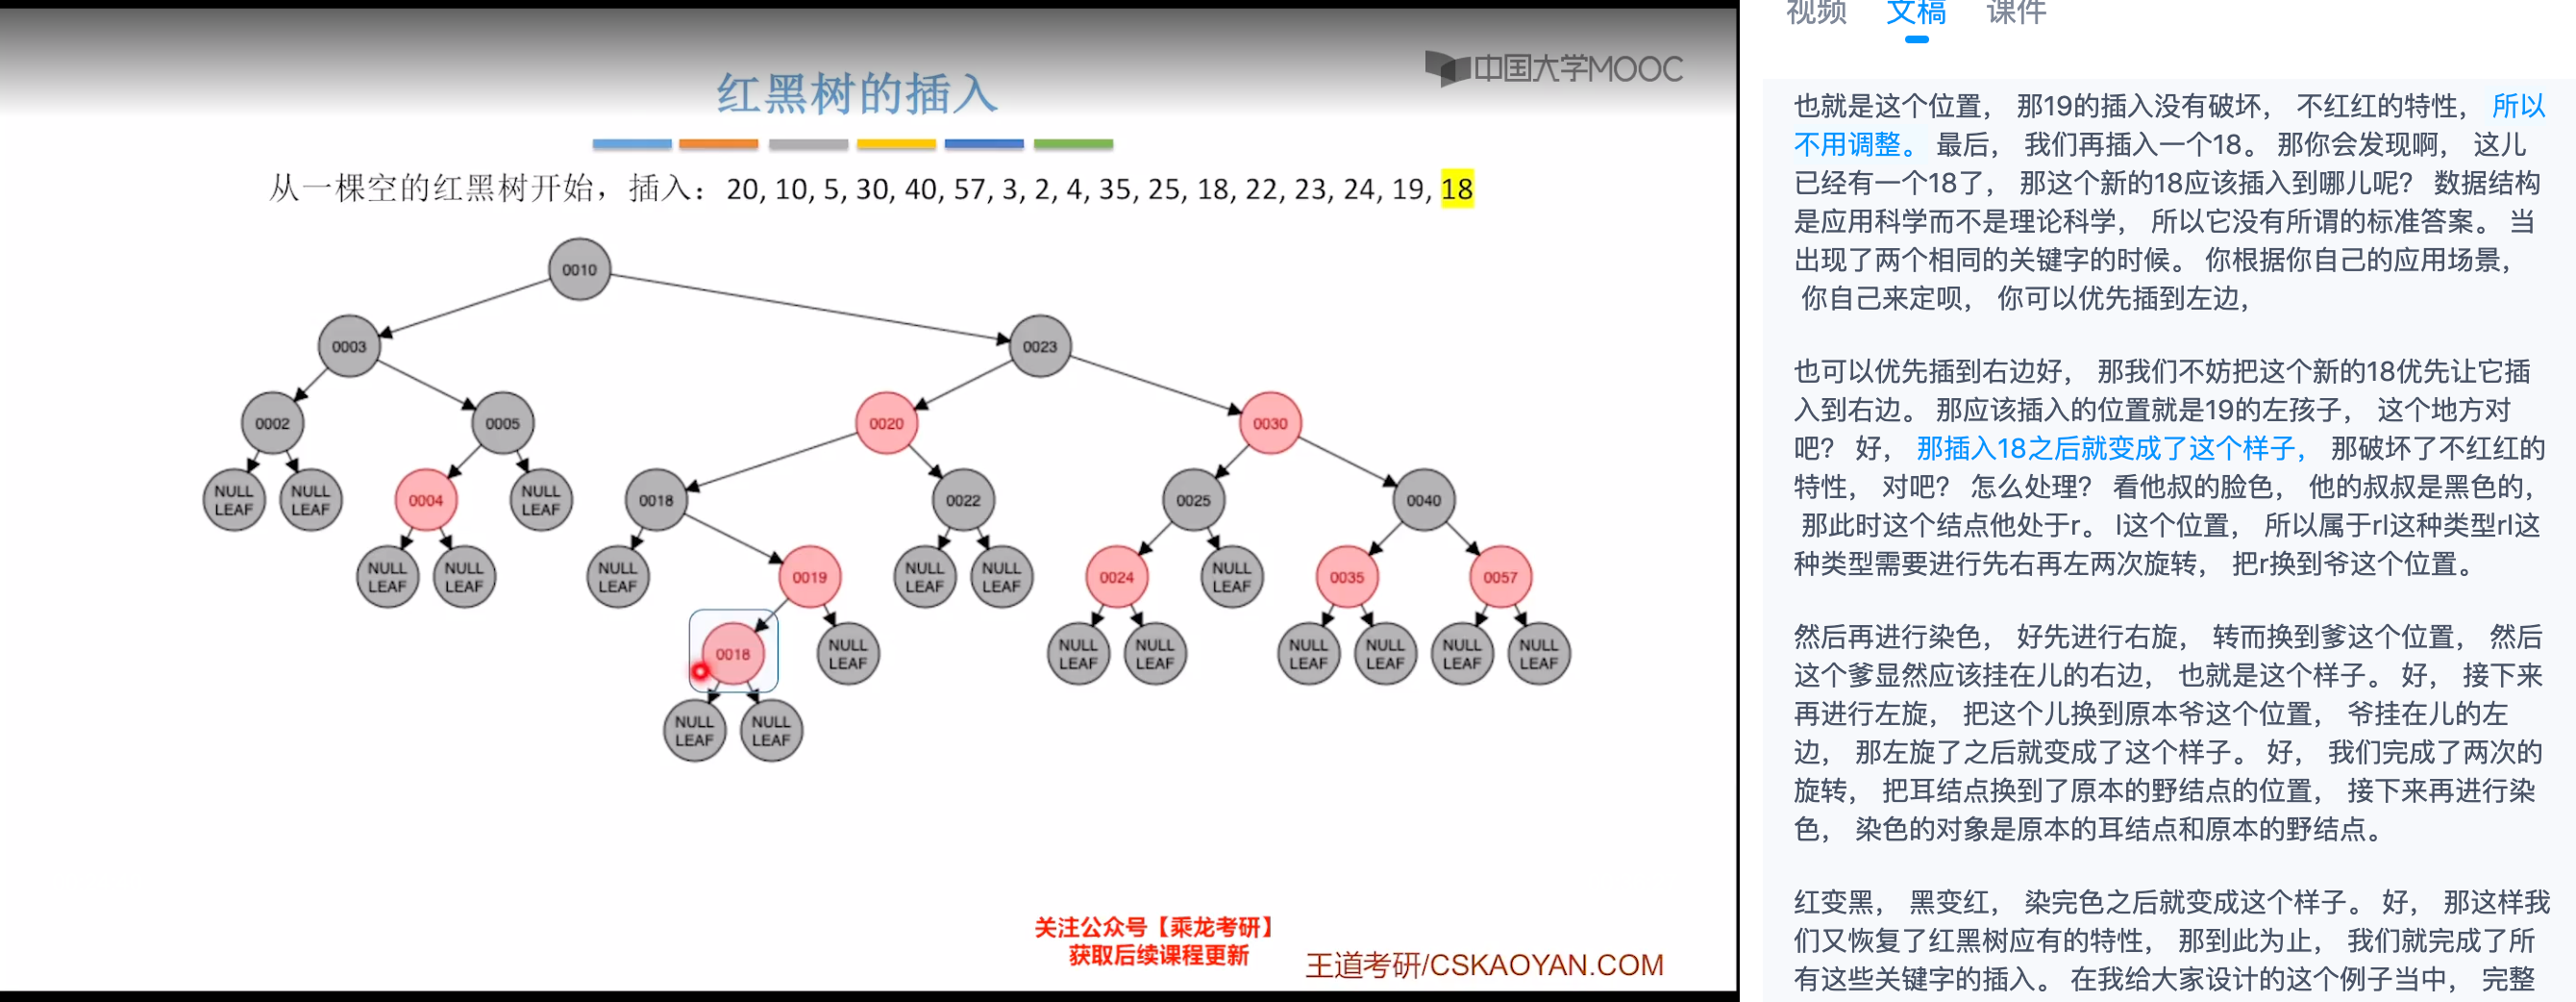 中国大学MOOC
红黑树的插入
从一棵空的红黑树开始，插入：20, 10, 5, 30, 40, 57, 3, 2, 4, 35, 25, 18, 22, 23, 24, 19, 18
0010
0003
0023
0002
0005
0020
0030
NULL LEAF
NULL LEAF
0004
NULL LEAF
0018
0022
0025
0040
NULL LEAF
NULL LEAF
NULL LEAF
0019
NULL LEAF
NULL LEAF
0024
NULL LEAF
0035
0057
0018
NULL LEAF
NULL LEAF
NULL LEAF
NULL LEAF
NULL LEAF
NULL LEAF
NULL LEAF
NULL LEAF
NULL LEAF
关注公众号【乘龙考研】
获取后续课程更新
王道考研/CSKAOYAN.COM
视频 文稿 课件
也就是这个位置， 那19的插入没有破坏， 不红红的特性， 所以
不用调整。 最后， 我们再插入一个18。 那你会发现啊， 这儿
已经有一个18了， 那这个新的18应该插入到哪儿呢？ 数据结构
是应用科学而不是理论科学， 所以它没有所谓的标准答案。 当
出现了两个相同的关键字的时候。 你根据你自己的应用场景，
你自己来定呗， 你可以优先插到左边，
也可以优先插到右边好， 那我们不妨把这个新的18优先让它插
入到右边。 那应该插入的位置就是19的左孩子， 这个地方对
吧？ 好， 那插入18之后就变成了这个样子， 那破坏了不红红的
特性， 对吧？ 怎么处理？ 看他叔的脸色， 他的叔叔是黑色的，
那此时这个结点他处于r。 l这个位置， 所以属于rl这种类型rl这
种类型需要进行先右再左两次旋转， 把r换到爷这个位置。
然后再进行染色， 好先进行右旋， 转而换到爹这个位置， 然后
这个爹显然应该挂在儿的右边， 也就是这个样子。 好， 接下来
再进行左旋， 把这个儿换到原本爷这个位置， 爷挂在儿的左
边， 那左旋了之后就变成了这个样子。 好， 我们完成了两次的
旋转， 把耳结点换到了原本的野结点的位置， 接下来再进行染
色， 染色的对象是原本的耳结点和原本的野结点。
红变黑， 黑变红， 染完色之后就变成这个样子。 好， 那这样我
们又恢复了红黑树应有的特性， 那到此为止， 我们就完成了所
有这些关键字的插入。 在我给大家设计的这个例子当中， 完整